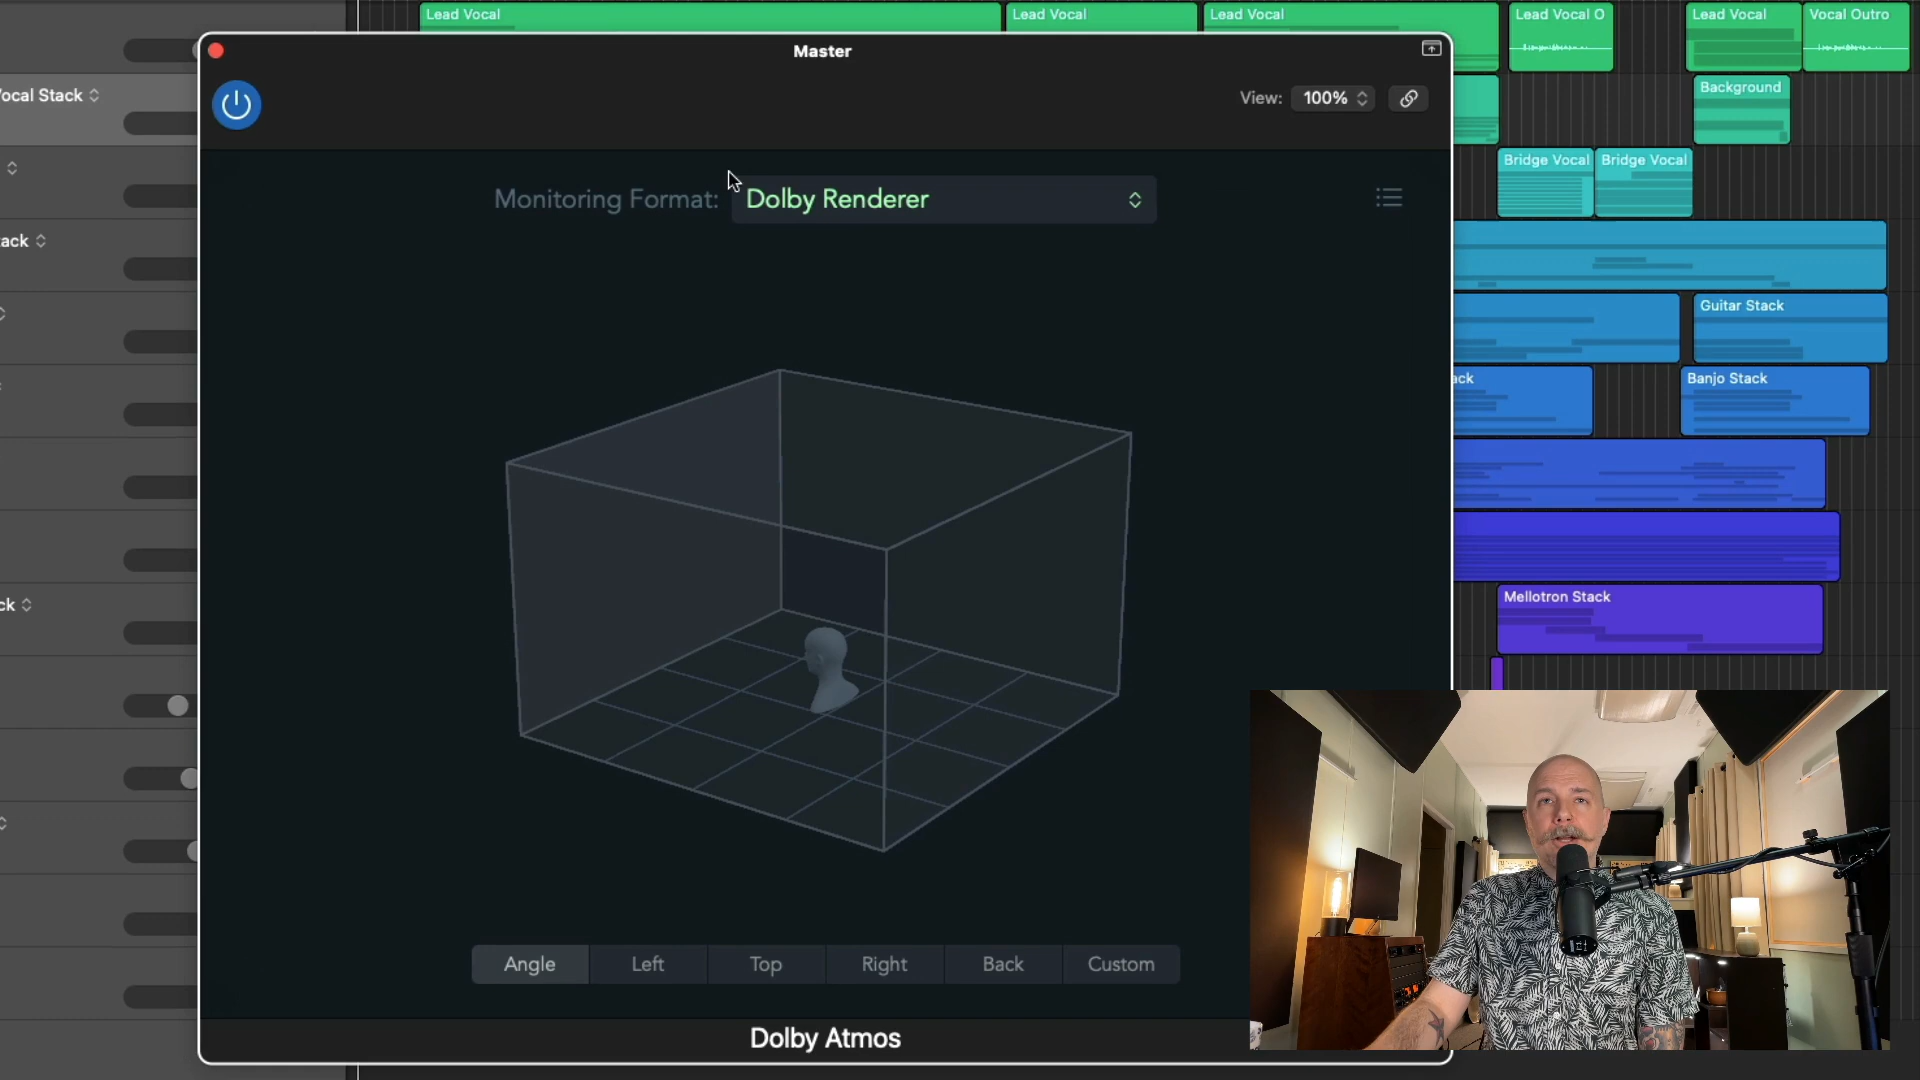 Lead Vocal
Lead Vocal
Lead Vocal
Lead Vocal O
Lead Vocal
Vocal Outro
Master
ocal Stack
View:
100%
Background
Bridge Vocal
Bridge Vocal
Monitoring Format:
Dolby Renderer
ack
Guitar Stack
ack
Banjo Stack
ck
Mellotron Stack
Angle
Left
Top
Right
Back
Custom
Dolby Atmos